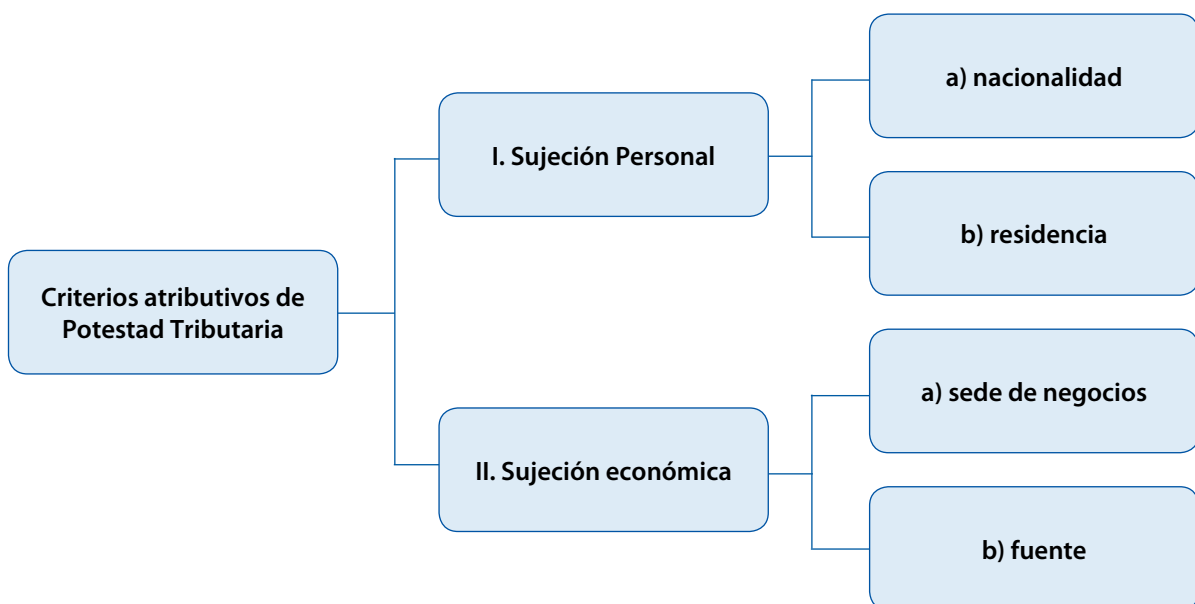 Criterios atributivos de
Potestad Tributaria
I. Sujeción Personal
a) nacionalidad
b) residencia
II. Sujeción económica
a) sede de negocios
b) fuente